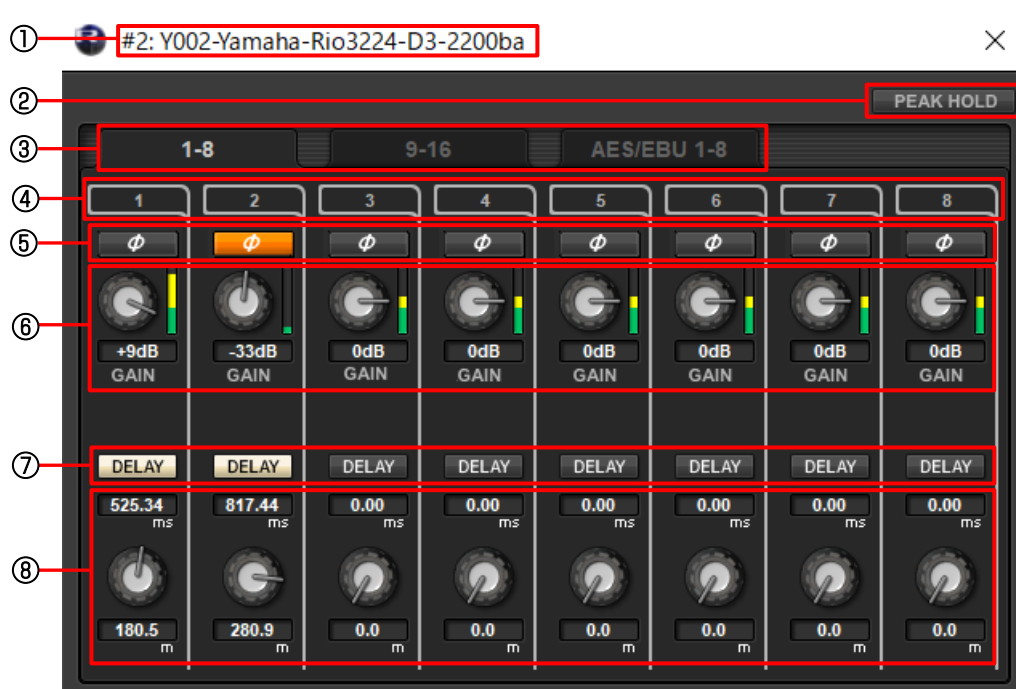 ① #2: Y002-Yamaha-Rio3224-D3-2200ba
② PEAK HOLD
③ 1-8 9-16 AES/EBU 1-8
④ 1 2 3 4 5 6 7 8
⑤ Φ Φ Φ Φ Φ Φ Φ Φ
⑥
+9dB -33dB 0dB 0dB 0dB 0dB 0dB 0dB
GAIN GAIN GAIN GAIN GAIN GAIN GAIN GAIN
⑦ DELAY DELAY DELAY DELAY DELAY DELAY DELAY DELAY
525.34 817.44 0.00 0.00 0.00 0.00 0.00 0.00
ms ms ms ms ms ms ms ms
⑧
180.5 280.9 0.0 0.0 0.0 0.0 0.0 0.0
m m m m m m m m